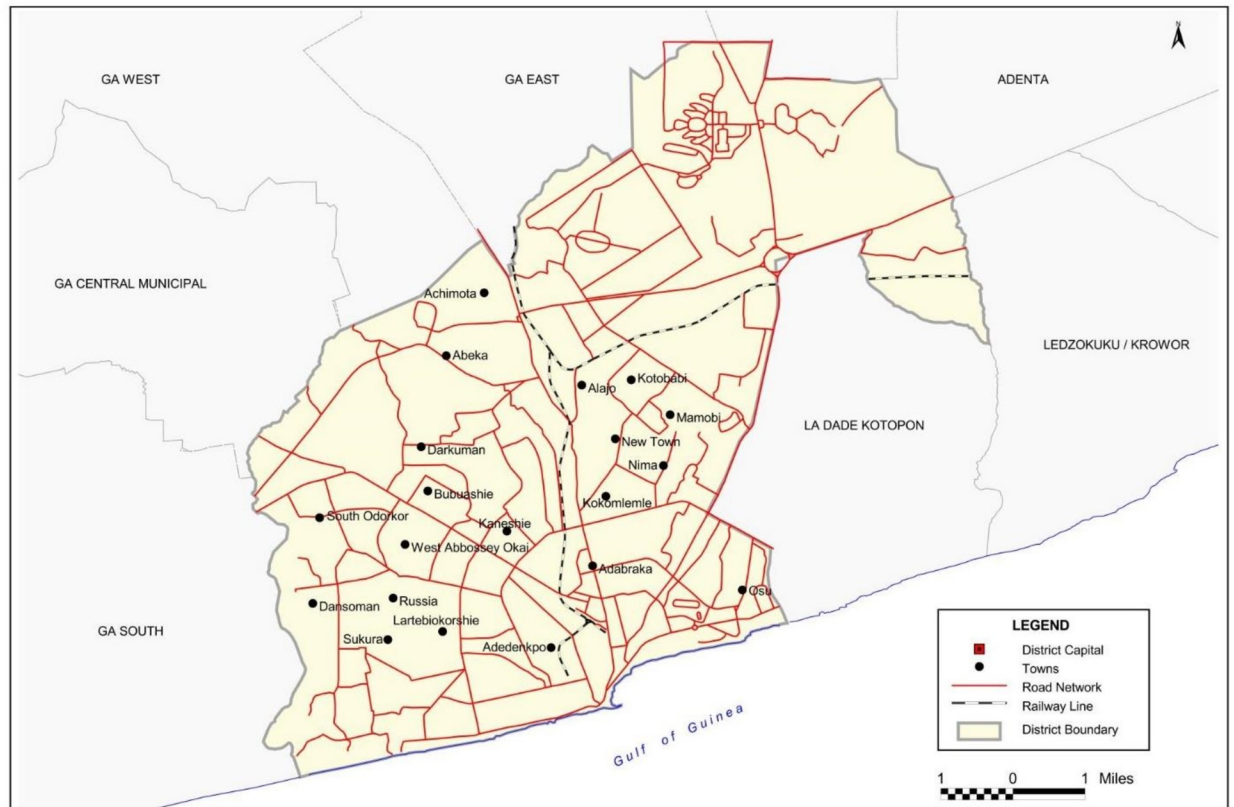 N
GA WEST
GA EAST
ADENTA
GA CENTRAL MUNICIPAL
Achimota
LEDZOKUKU / KROWOR
Abeka
Kotobabi
Alajo
Mamobi
LA DADE KOTOPON
New Town
Darkuman
Nima
Bubuashie
Kokomlemle
South Odorkor
Kaneshie
West Abbossey Okai
Adabraka
Osu
Russia
Dansoman
Lartebiokorshie
GA SOUTH
Sukura
Adedenkpo
Gulf of Guinea
LEGEND
District Capital
Towns
Road Network
Railway Line
District Boundary
1 0 1 Miles